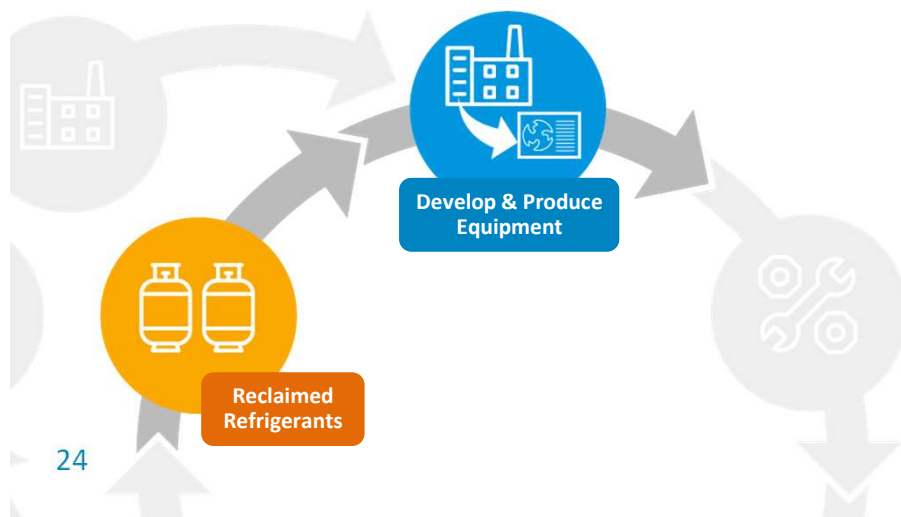 Develop & Produce
Equipment
Reclaimed
Refrigerants
24